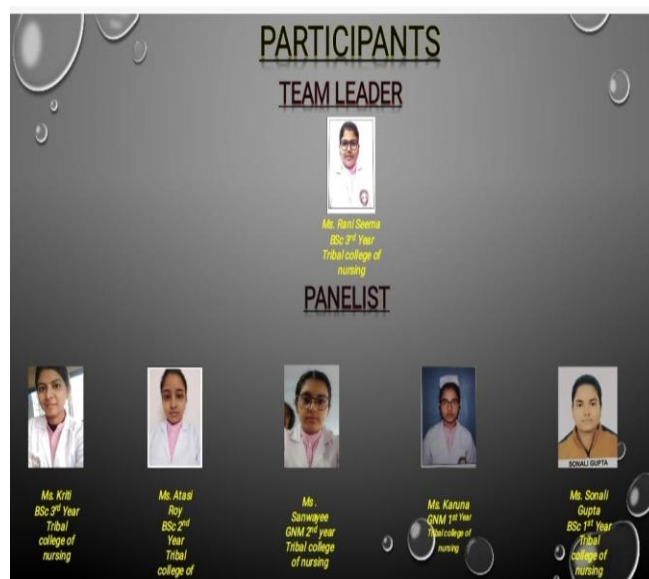 PARTICIPANTS
TEAM LEADER
Ms. Rani Seema
BSc 3rd Year
Tribal college of
nursing
PANELIST
Ms. Kriti
BSc 3rd Year
Tribal
college of
nursing
Ms. Atasi
Roy
BSc 2nd
Year
Tribal
college of
Ms .
Sanwayee
GNM 2nd year
Tribal college
of nursing
Ms. Karuna
GNM 1st Year
Tribal college of
nursing
SONALI GUPTA
Ms. Sonali
Gupta
BSc 1st Year
Tribal
college of
nursing